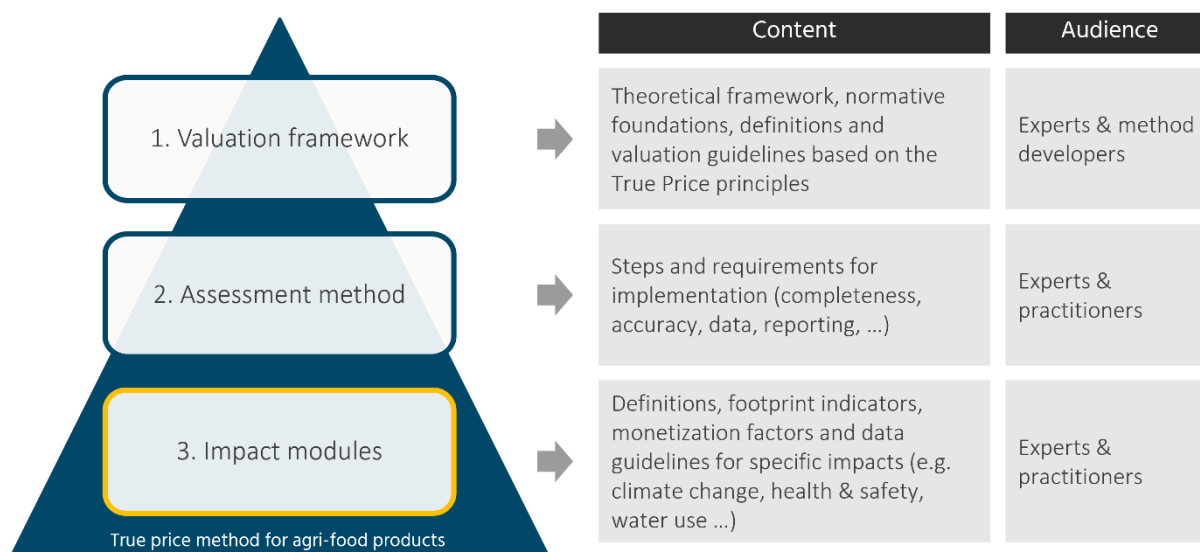 Content
Audience
1. Valuation framework
Theoretical framework, normative
foundations, definitions and
valuation guidelines based on the
True Price principles
Experts & method
developers
2. Assessment method
Steps and requirements for
implementation (completeness,
accuracy, data, reporting, ...)
Experts &
practitioners
3. Impact modules
Definitions, footprint indicators,
monetization factors and data
guidelines for specific impacts (e.g.
climate change, health & safety,
water use ...)
Experts &
practitioners
True price method for agri-food products